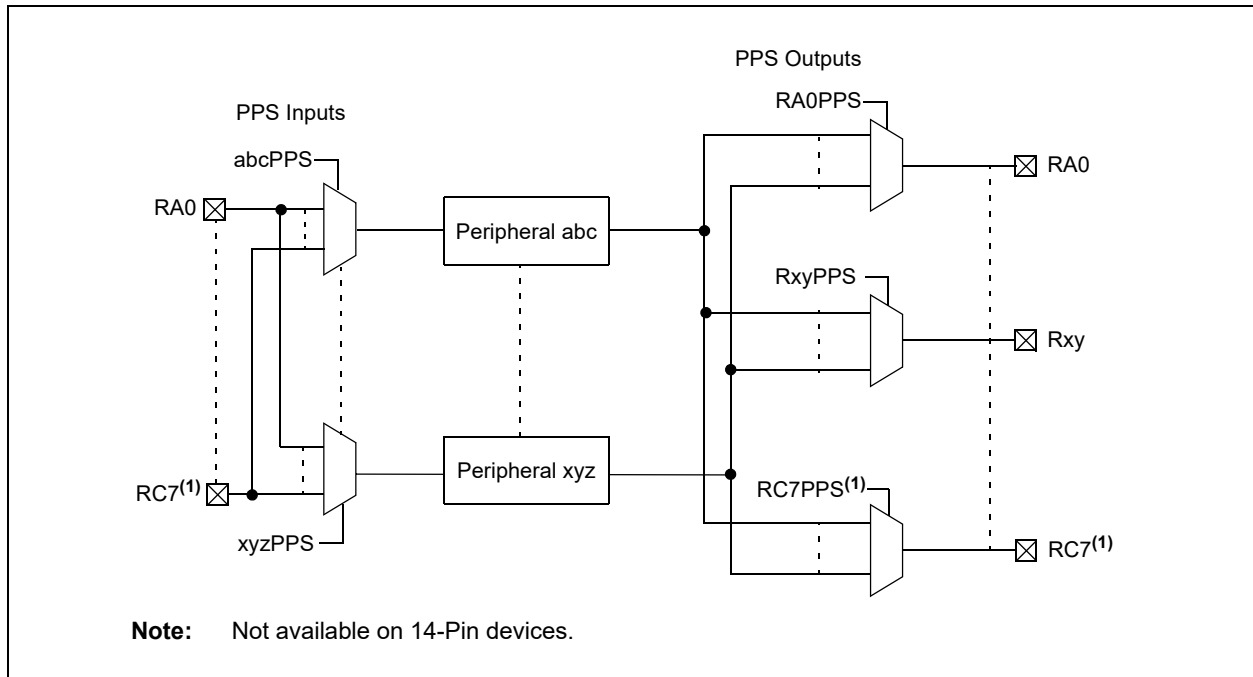 PPS Outputs
RA0PPS
PPS Inputs
abcPPS
RA0
Peripheral abc
RA0
RxyPPS
Rxy
Peripheral xyz
RC7(1)
RC7PPS(1)
xyzPPS
RC7(1)
Note: Not available on 14-Pin devices.